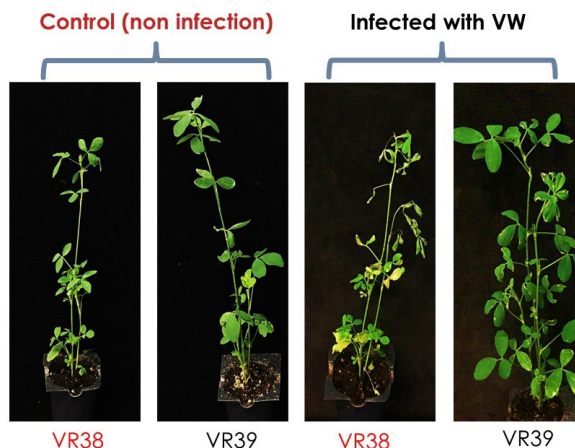 Control (non infection)
Infected with VW
VR38
VR39
VR38
VR39